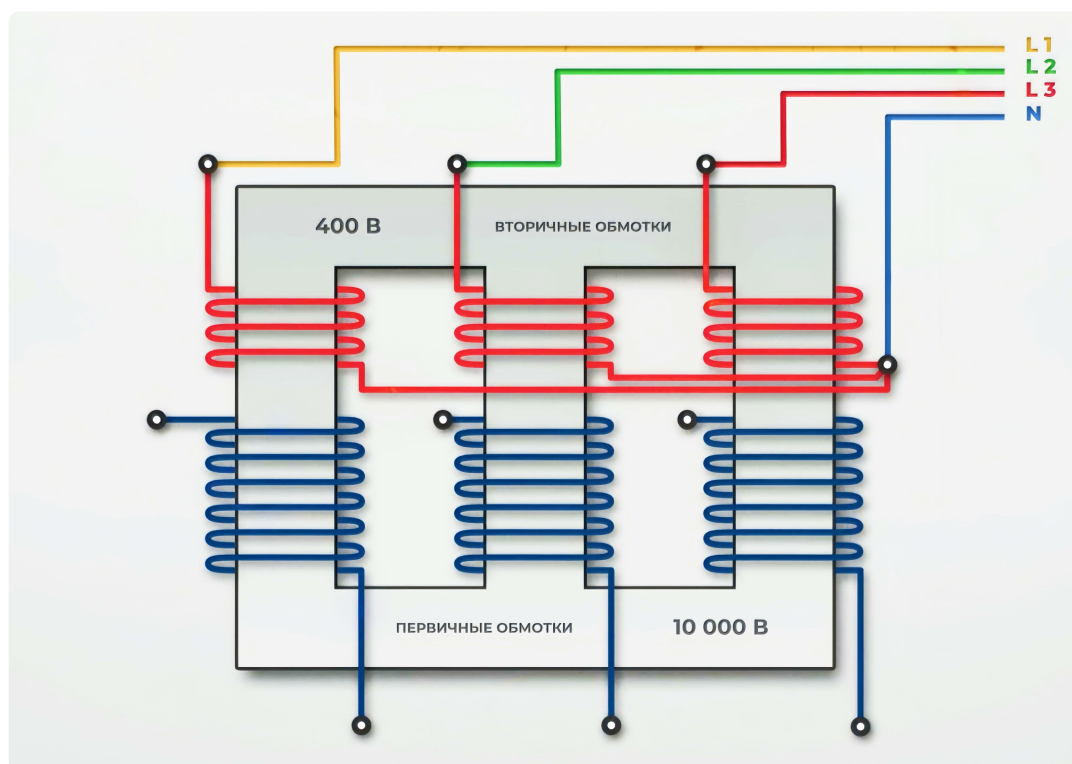 L 1
L 2
L 3
N
400 В
ВТОРИЧНЫЕ ОБМОТКИ
ПЕРВИЧНЫЕ ОБМОТКИ
10 000 В